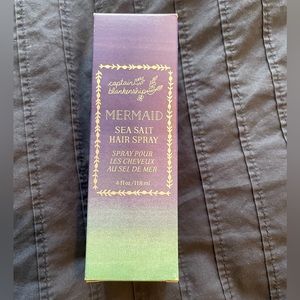 captain
blankenship
MERMAID
SEA SALT
HAIR SPRAY
SPRAY POUR
LES CHEVEUX
AU SEL DE MER
4 fl oz / 118 ml